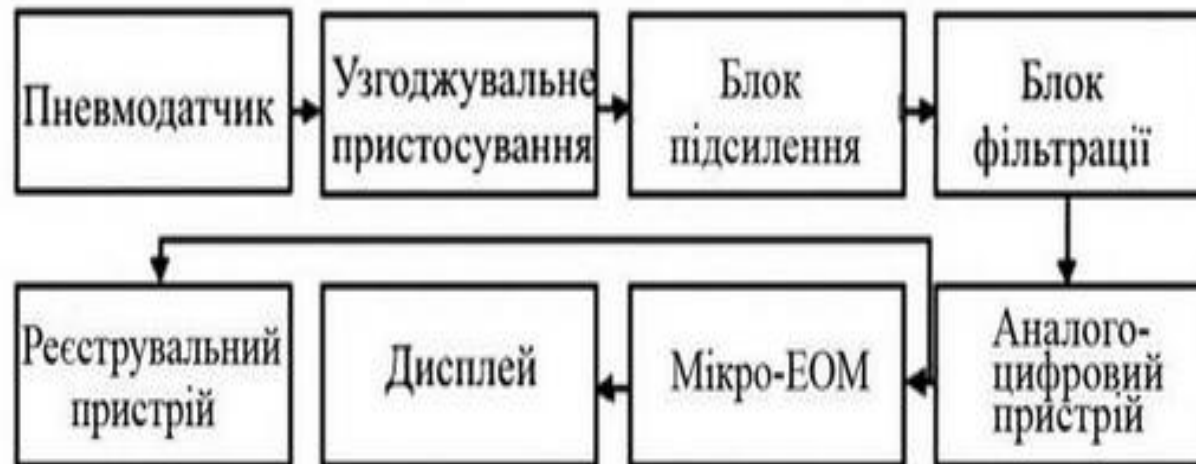 Пневмодатчик
Узгоджувальне
пристосування
Блок
підсилення
Блок
фільтрації
Реєструвальний
пристрій
Дисплей
Мікро-ЕОМ
Аналого-
цифровий
пристрій